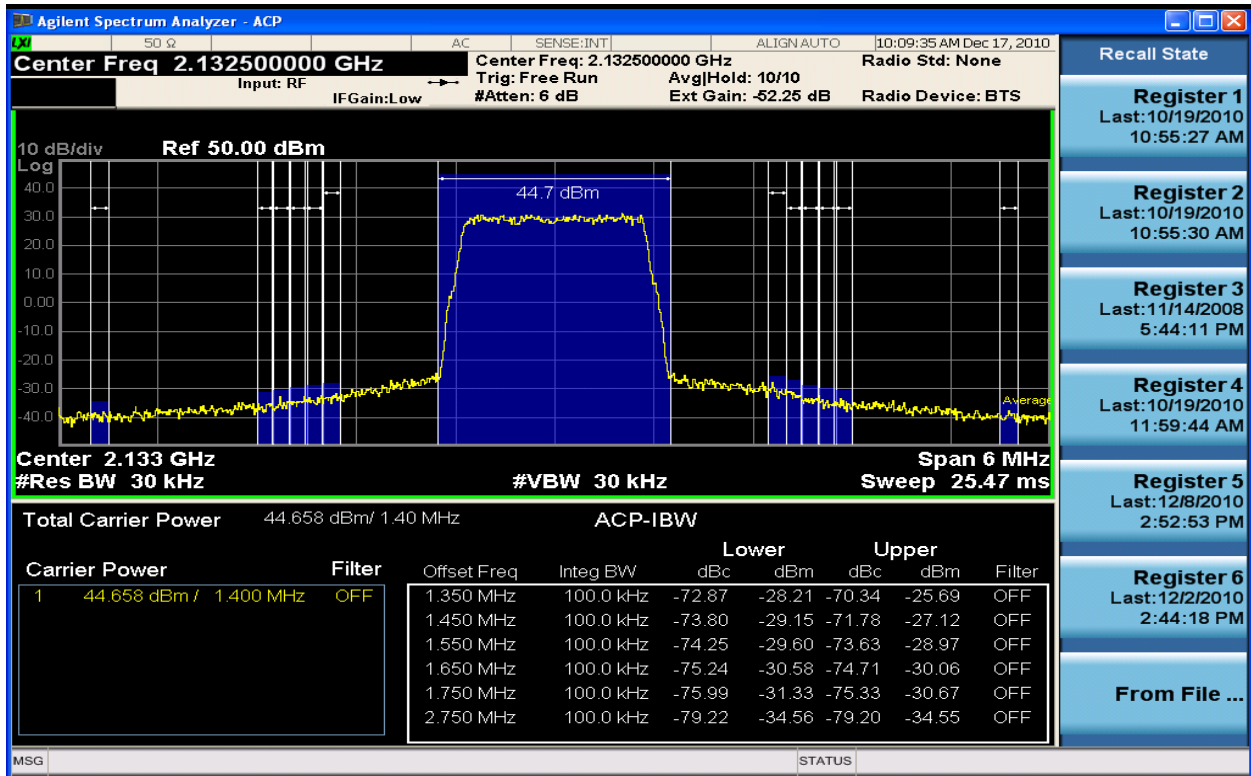 Agilent Spectrum Analyzer - ACP
LXI 50 Ω AC SENSE:INT ALIGN AUTO 10:09:35 AM Dec 17, 2010
Center Freq 2.132500000 GHz
Input: RF
IFGain:Low
Center Freq: 2.132500000 GHz
Trig: Free Run
#Atten: 6 dB
Avg|Hold: 10/10
Ext Gain: -52.25 dB
Radio Std: None
Radio Device: BTS
10 dB/div Ref 50.00 dBm
Log
40.0
30.0
20.0
10.0
0.00
-10.0
-20.0
-30.0
-40.0
44.7 dBm
Average
Center 2.133 GHz Span 6 MHz
#Res BW 30 kHz #VBW 30 kHz Sweep 25.47 ms
Total Carrier Power 44.658 dBm/ 1.40 MHz ACP-IBW
Carrier Power Filter
1 44.658 dBm / 1.400 MHz OFF
Lower Upper
Offset Freq Integ BW dBc dBm dBc dBm Filter
1.350 MHz 100.0 kHz -72.87 -28.21 -70.34 -25.69 OFF
1.450 MHz 100.0 kHz -73.80 -29.15 -71.78 -27.12 OFF
1.550 MHz 100.0 kHz -74.25 -29.60 -73.63 -28.97 OFF
1.650 MHz 100.0 kHz -75.24 -30.58 -74.71 -30.06 OFF
1.750 MHz 100.0 kHz -75.99 -31.33 -75.33 -30.67 OFF
2.750 MHz 100.0 kHz -79.22 -34.56 -79.20 -34.55 OFF
MSG STATUS
Recall State
Register 1
Last:10/19/2010
10:55:27 AM
Register 2
Last:10/19/2010
10:55:30 AM
Register 3
Last:11/14/2008
5:44:11 PM
Register 4
Last:10/19/2010
11:59:44 AM
Register 5
Last:12/8/2010
2:52:53 PM
Register 6
Last:12/2/2010
2:44:18 PM
From File ...